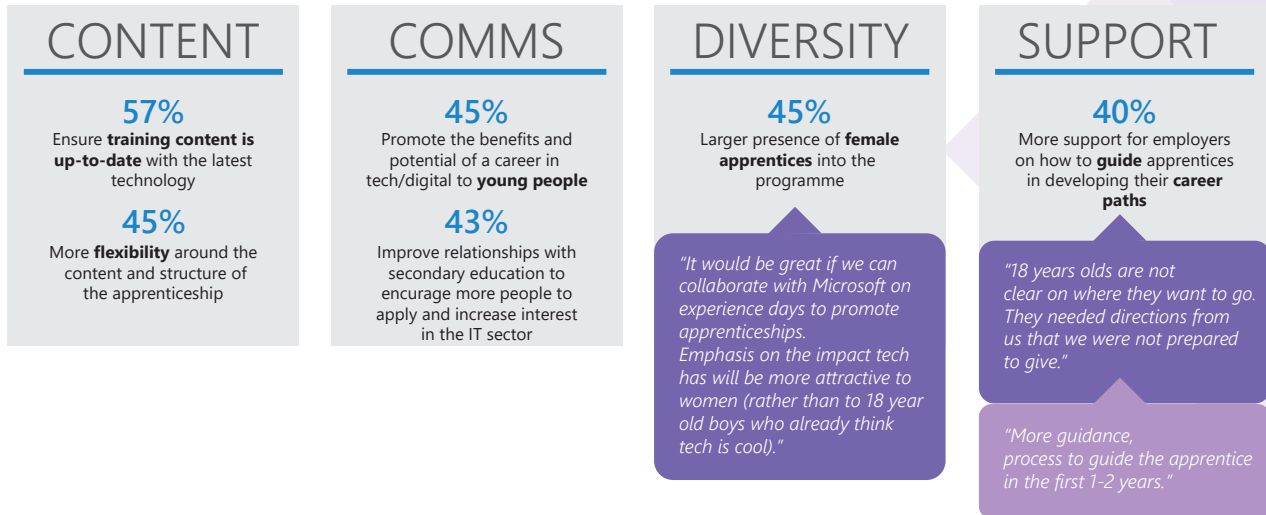 CONTENT
57%
Ensure training content is
up-to-date with the latest
technology
45%
More flexibility around the
content and structure of
the apprenticeship
COMMS
45%
Promote the benefits and
potential of a career in
tech/digital to young people
43%
Improve relationships with
secondary education to
encurage more people to
apply and increase interest
in the IT sector
DIVERSITY
45%
Larger presence of female
apprentices into the
programme
"It would be great if we can
collaborate with Microsoft on
experience days to promote
apprenticeships.
Emphasis on the impact tech
has will be more attractive to
women (rather than to 18 year
old boys who already think
tech is cool)."
SUPPORT
40%
More support for employers
on how to guide apprentices
in developing their career
paths
"18 years olds are not
clear on where they want to go.
They needed directions from
us that we were not prepared
to give."
"More guidance,
process to guide the apprentice
in the first 1-2 years."